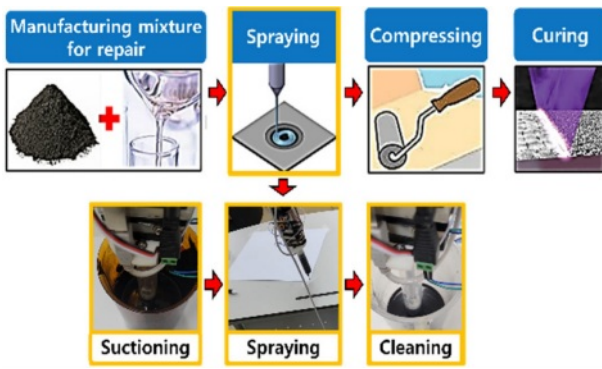 Manufacturing mixture
for repair
Spraying
Compressing
Curing
Suctioning
Spraying
Cleaning